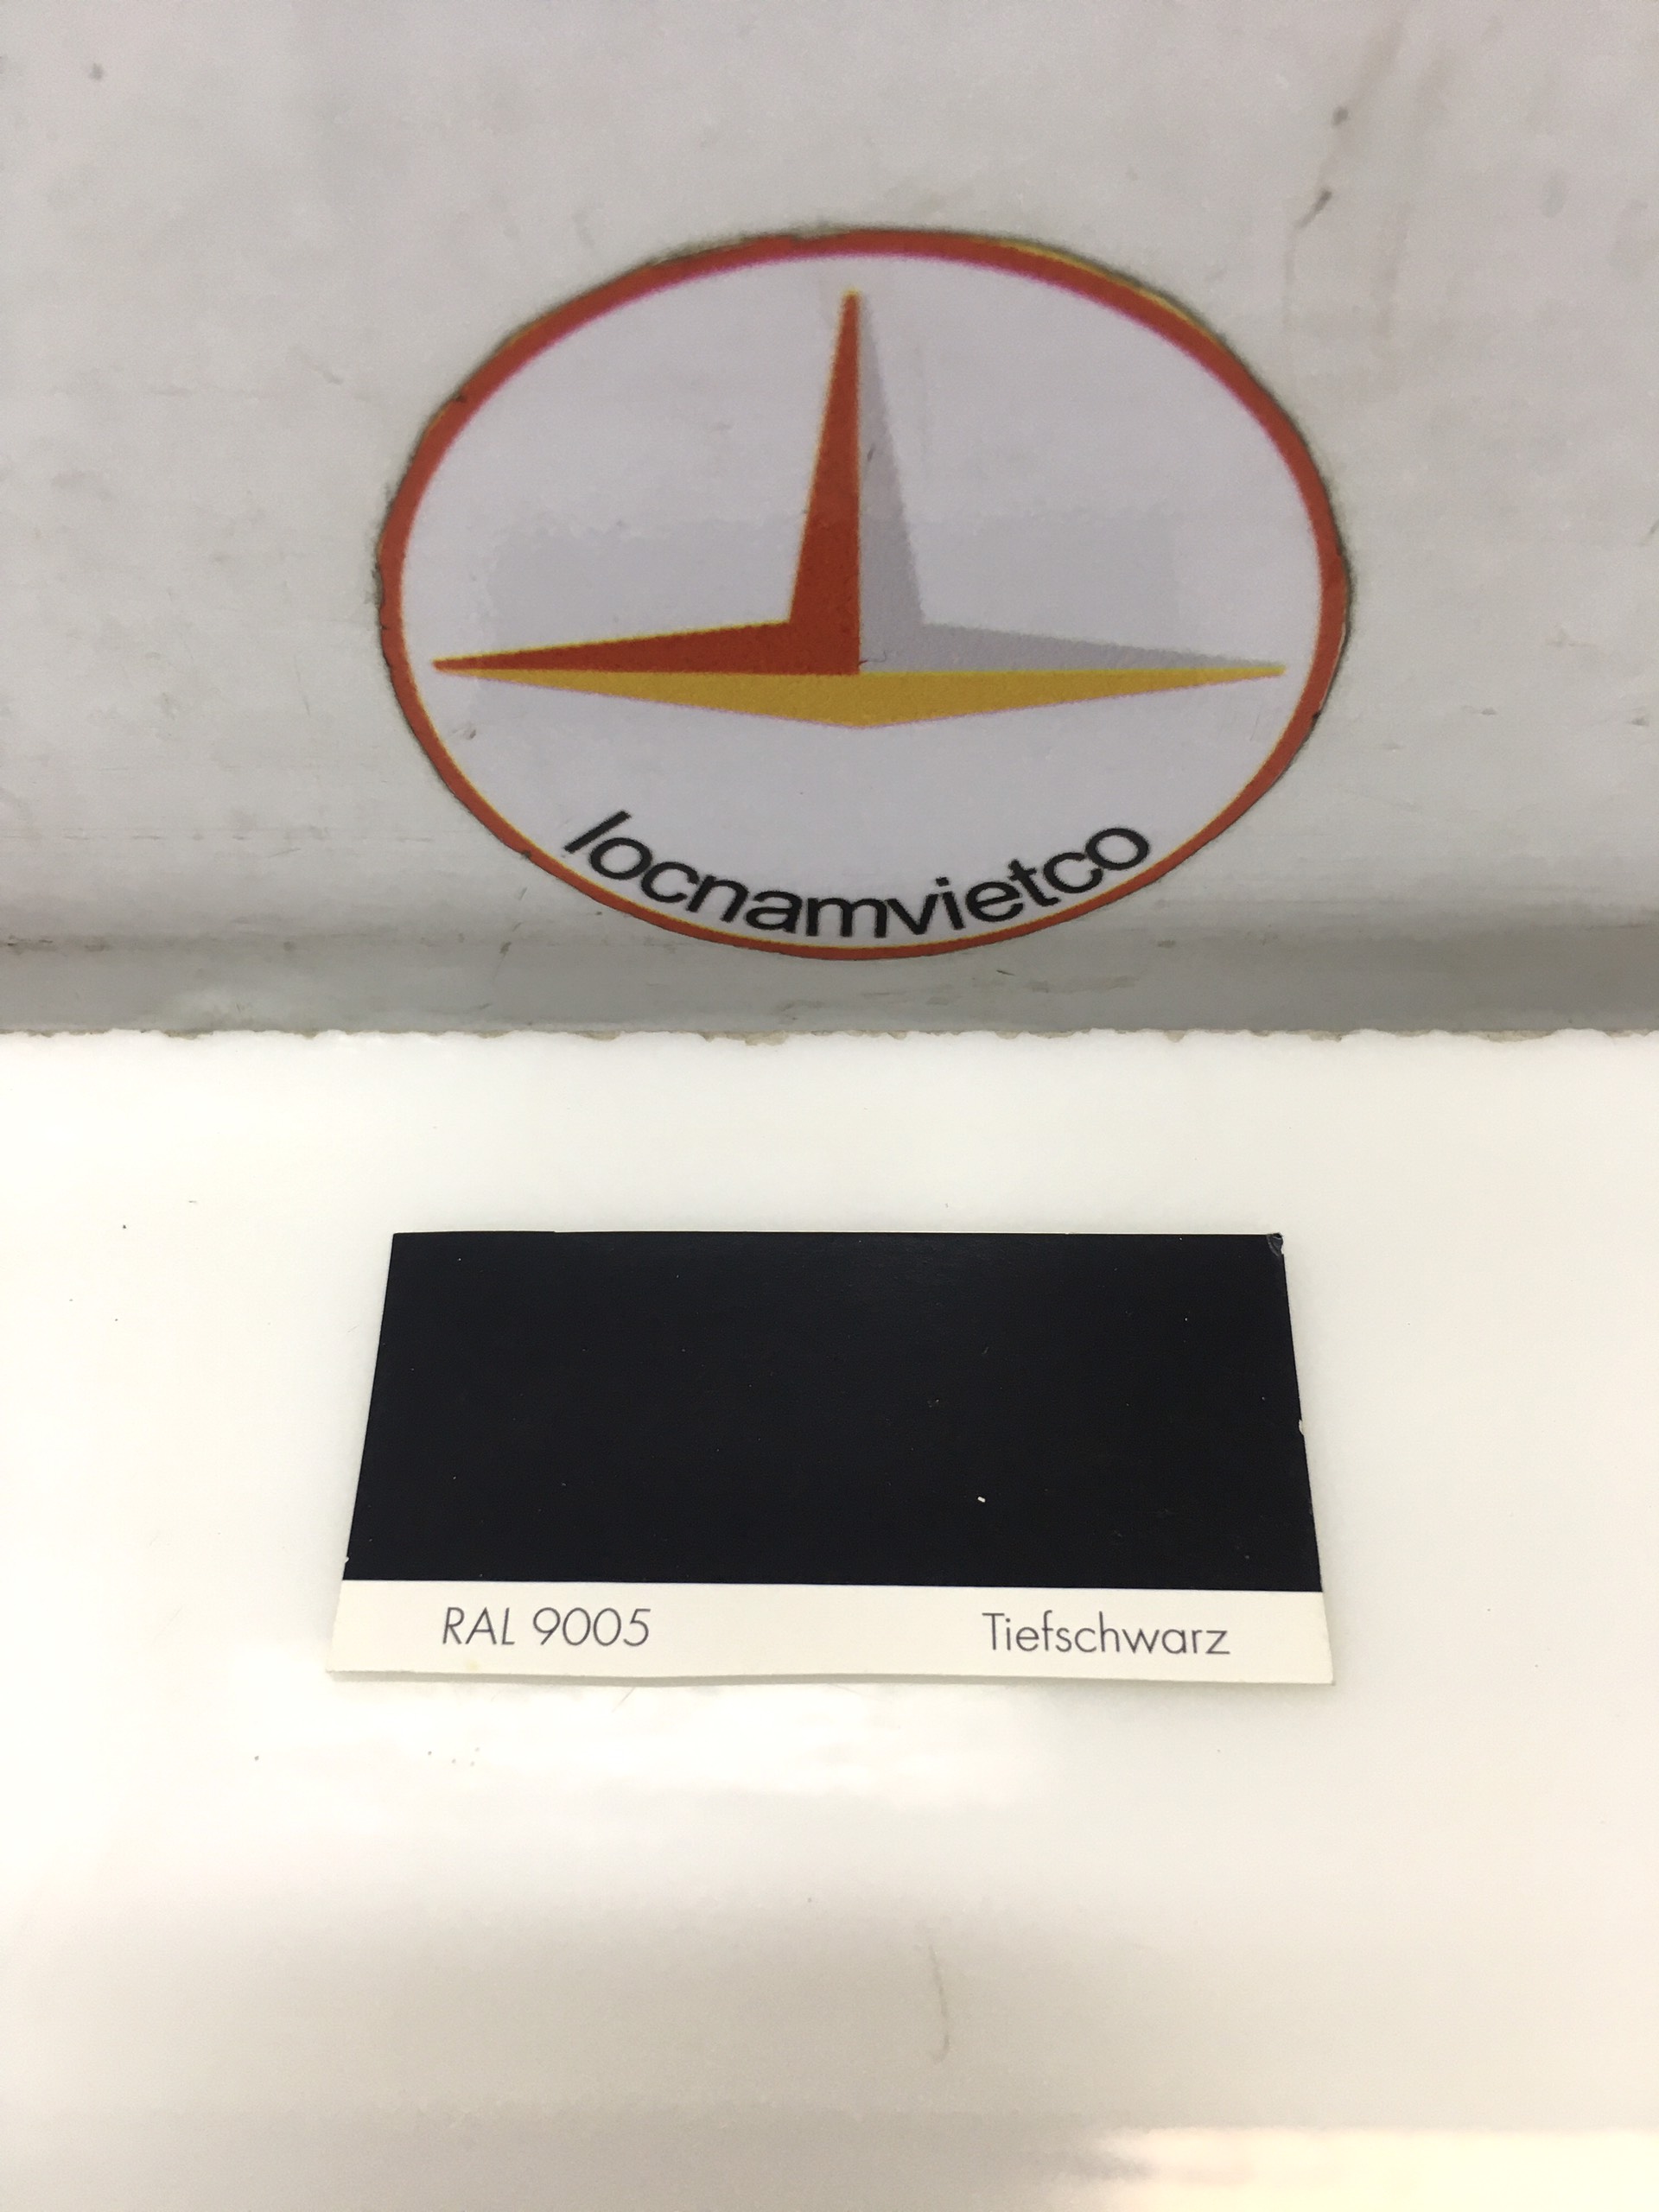 locnamvietco
RAL 9005 Tiefschwarz